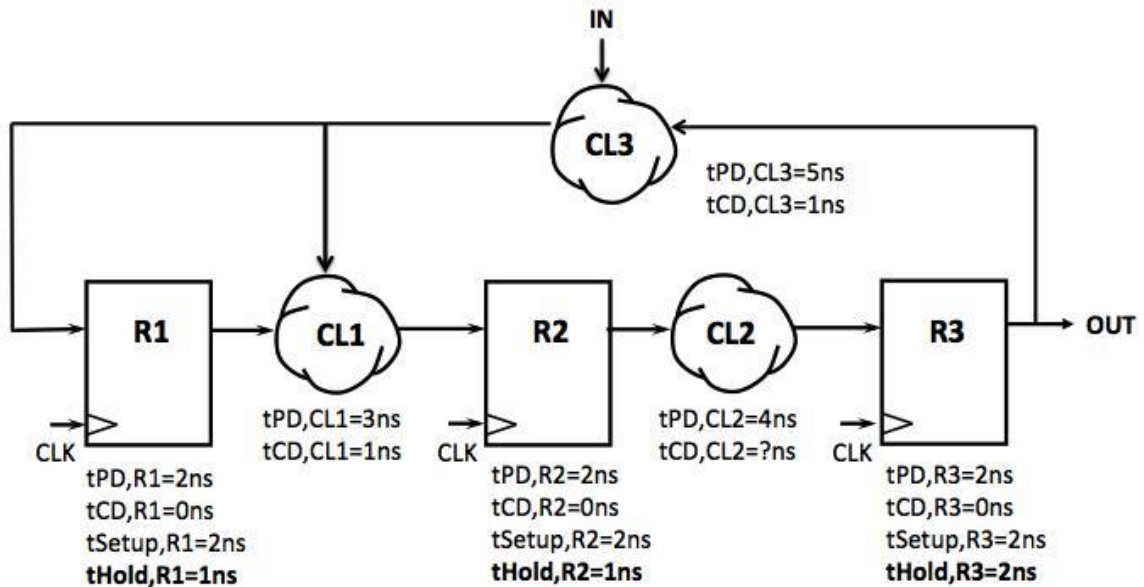 IN
CL3
tPD,CL3=5ns
tCD,CL3=1ns
R1
CL1
R2
CL2
R3
OUT
CLK
tPD,CL1=3ns
tCD,CL1=1ns
CLK
tPD,CL2=4ns
tCD,CL2=?ns
CLK
tPD,R1=2ns
tCD,R1=0ns
tSetup,R1=2ns
tHold,R1=1ns
tPD,R2=2ns
tCD,R2=0ns
tSetup,R2=2ns
tHold,R2=1ns
tPD,R3=2ns
tCD,R3=0ns
tSetup,R3=2ns
tHold,R3=2ns